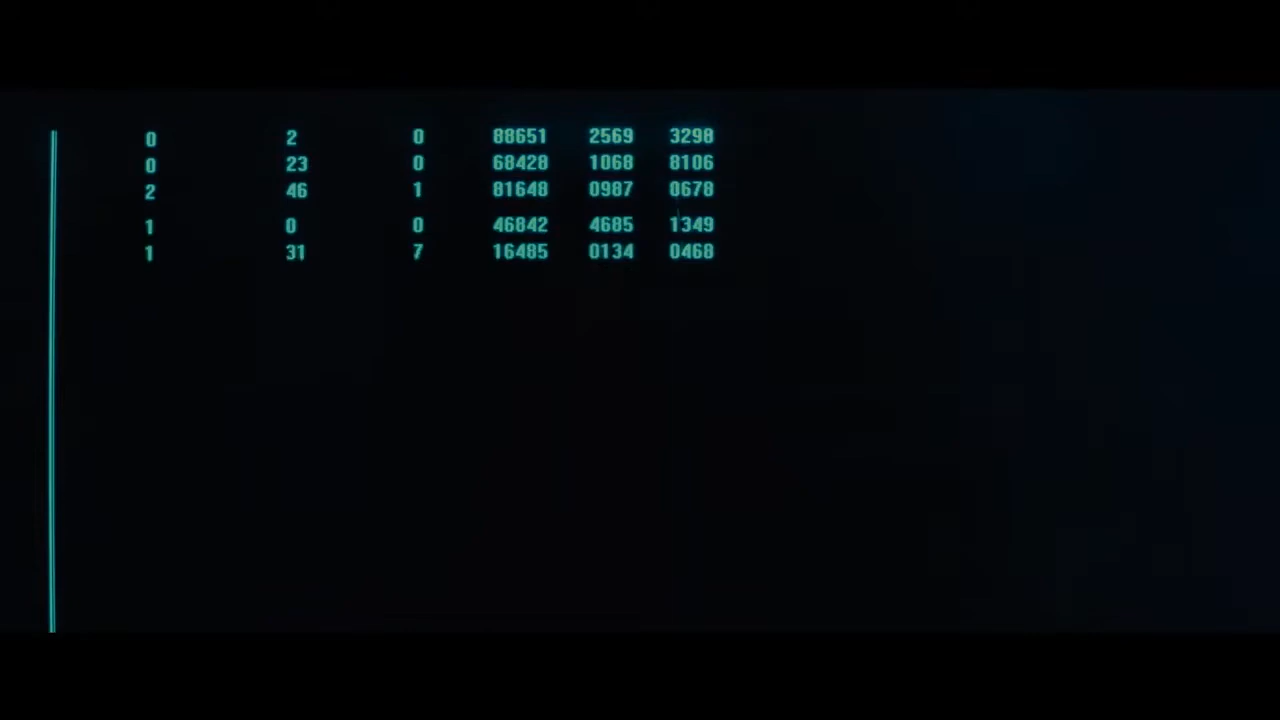 0 2 0 88651 2569 3298
0 23 0 68428 1068 8106
2 46 1 81648 0987 0678
1 0 0 46842 4685 1349
1 31 7 16485 0134 0468